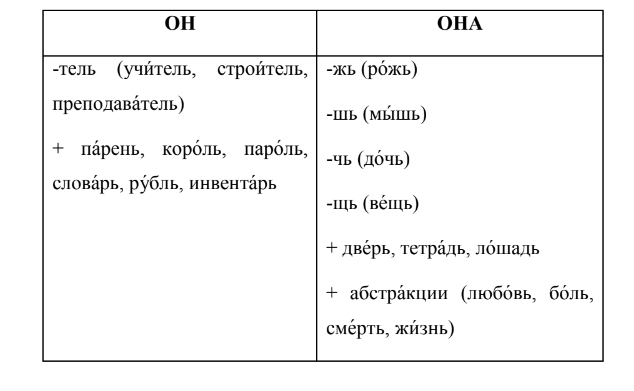 ОН
-тель (учи́тель, строи́тель,
преподава́тель)
+ па́рень, коро́ль, паро́ль,
слова́рь, ру́бль, инвента́рь
ОНА
-жь (ро́жь)
-шь (мы́шь)
-чь (до́чь)
-щь (ве́щь)
+ две́рь, тетра́дь, ло́шадь
+ абстра́кции (любо́вь, бо́ль,
сме́рть, жи́знь)